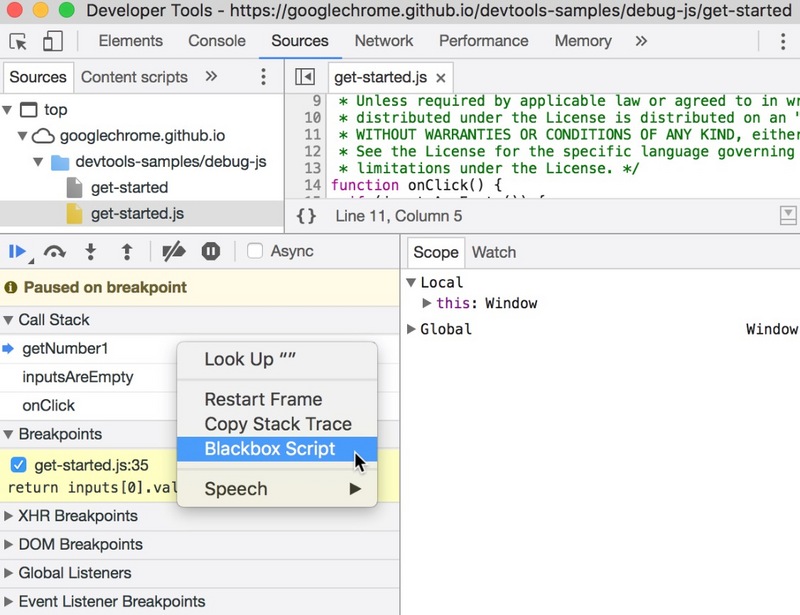 Developer Tools - https://googlechrome.github.io/devtools-samples/debug-js/get-started
Elements Console Sources Network Performance Memory »
Sources Content scripts »
get-started.js ×
top
googlechrome.github.io
devtools-samples/debug-js
get-started
get-started.js
9 * Unless required by applicable law or agreed to in wr
10 * distributed under the License is distributed on an "
11 * WITHOUT WARRANTIES OR CONDITIONS OF ANY KIND, either
12 * See the License for the specific language governing
13 * limitations under the License. */
14 function onClick() {
{} Line 11, Column 5
Async
Paused on breakpoint
Call Stack
getNumber1
inputsAreEmpty
onClick
Breakpoints
get-started.js:35
return inputs[0].val
XHR Breakpoints
DOM Breakpoints
Global Listeners
Event Listener Breakpoints
Look Up “”
Restart Frame
Copy Stack Trace
Blackbox Script
Speech
Scope Watch
Local
this: Window
Global Window